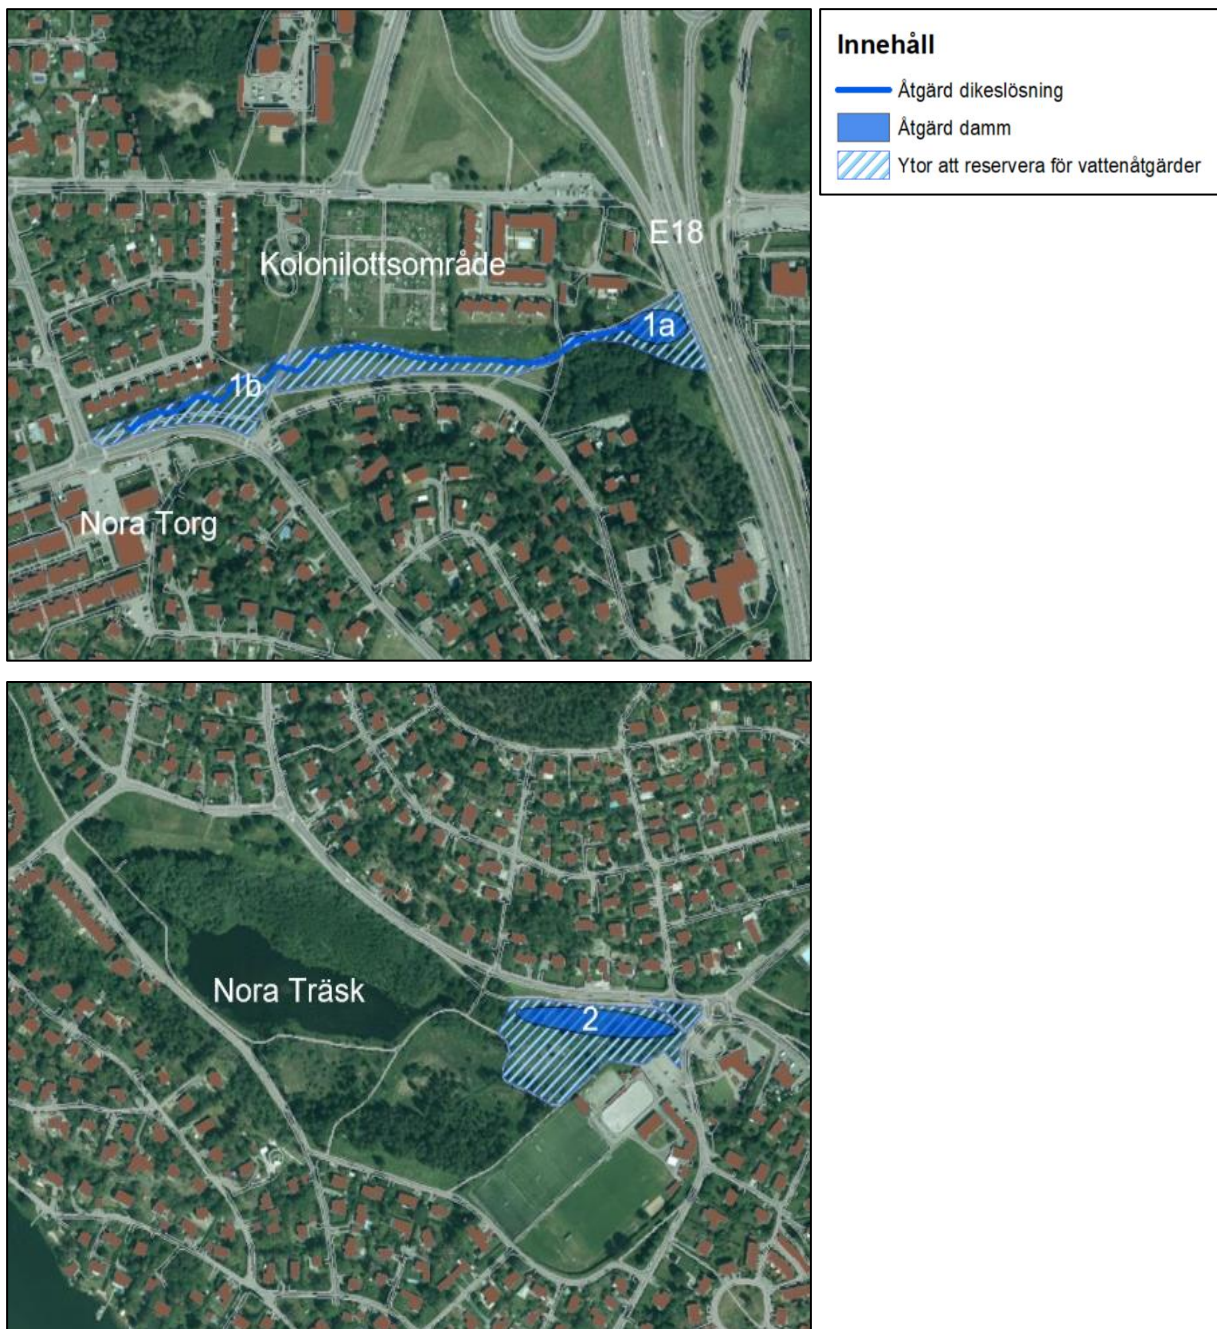 Innehåll
Åtgärd dikeslösning
Åtgärd damm
Ytor att reservera för vattenåtgärder
E18
Kolonilottsområde
1a
1b
Nora Torg
Nora Träsk
2